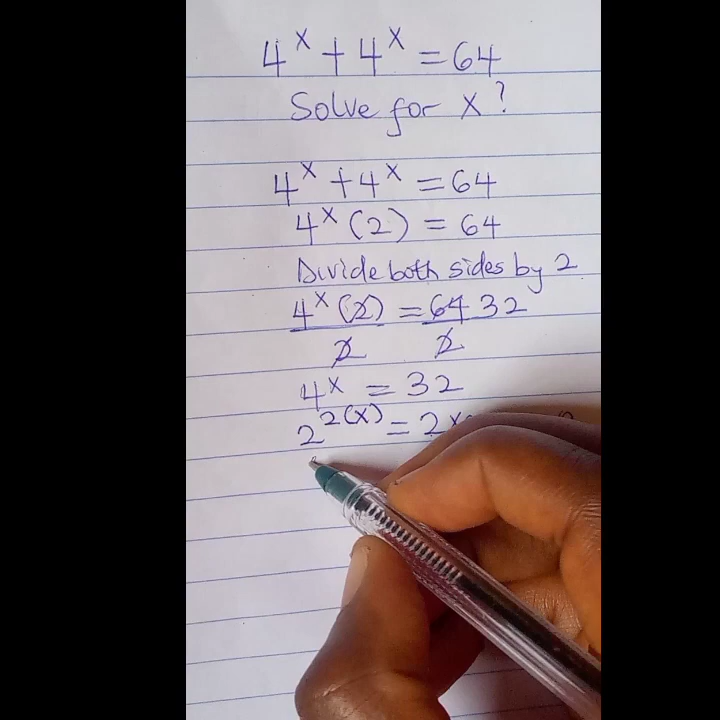 4^x + 4^x = 64
Solve for x?
4^x + 4^x = 64
4^x (2) = 64
Divide both sides by 2
4^x (2) = 64 32
2 2
4^x = 32
2^2(x) = 2x